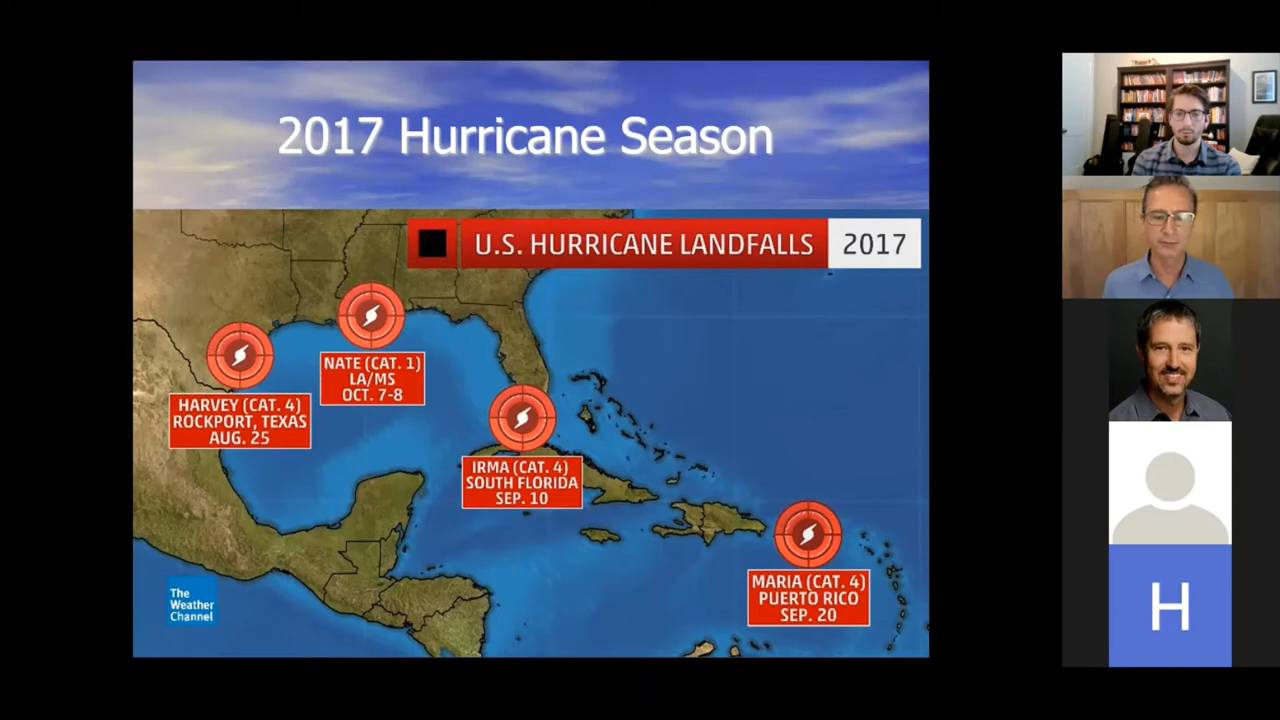 2017 Hurricane Season
U.S. HURRICANE LANDFALLS 2017
NATE (CAT. 1)
LA/MS
OCT. 7-8
HARVEY (CAT. 4)
ROCKPORT, TEXAS
AUG. 25
IRMA (CAT. 4)
SOUTH FLORIDA
SEP. 10
MARIA (CAT. 4)
PUERTO RICO
SEP. 20
The
Weather
Channel
H